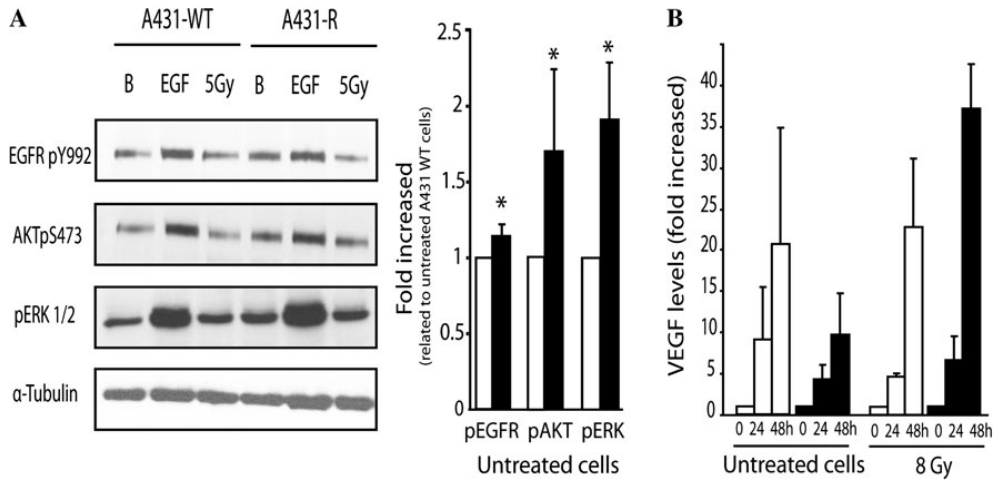 A
A431-WT A431-R
B EGF 5Gy B EGF 5Gy
EGFR pY992
AKTpS473
pERK 1/2
α-Tubulin
Fold increased
(related to untreated A431 WT cells)
2.5
2
1.5
1
0.5
0
* * *
pEGFR pAKT pERK
Untreated cells
B
VEGF levels (fold increased)
40
35
30
25
20
15
10
5
0
0 24 48h 0 24 48h 0 24 48h 0 24 48h
Untreated cells 8 Gy